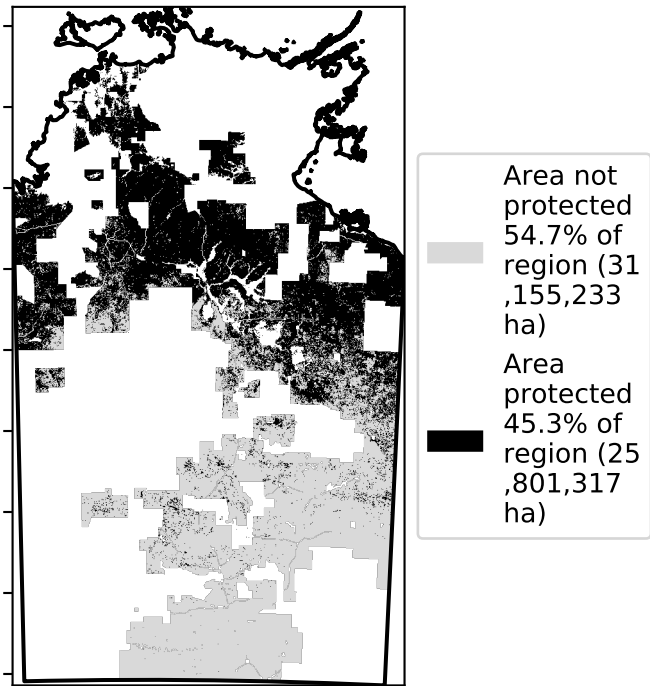 Area not
protected
54.7% of
region (31
,155,233
ha)
Area
protected
45.3% of
region (25
,801,317
ha)